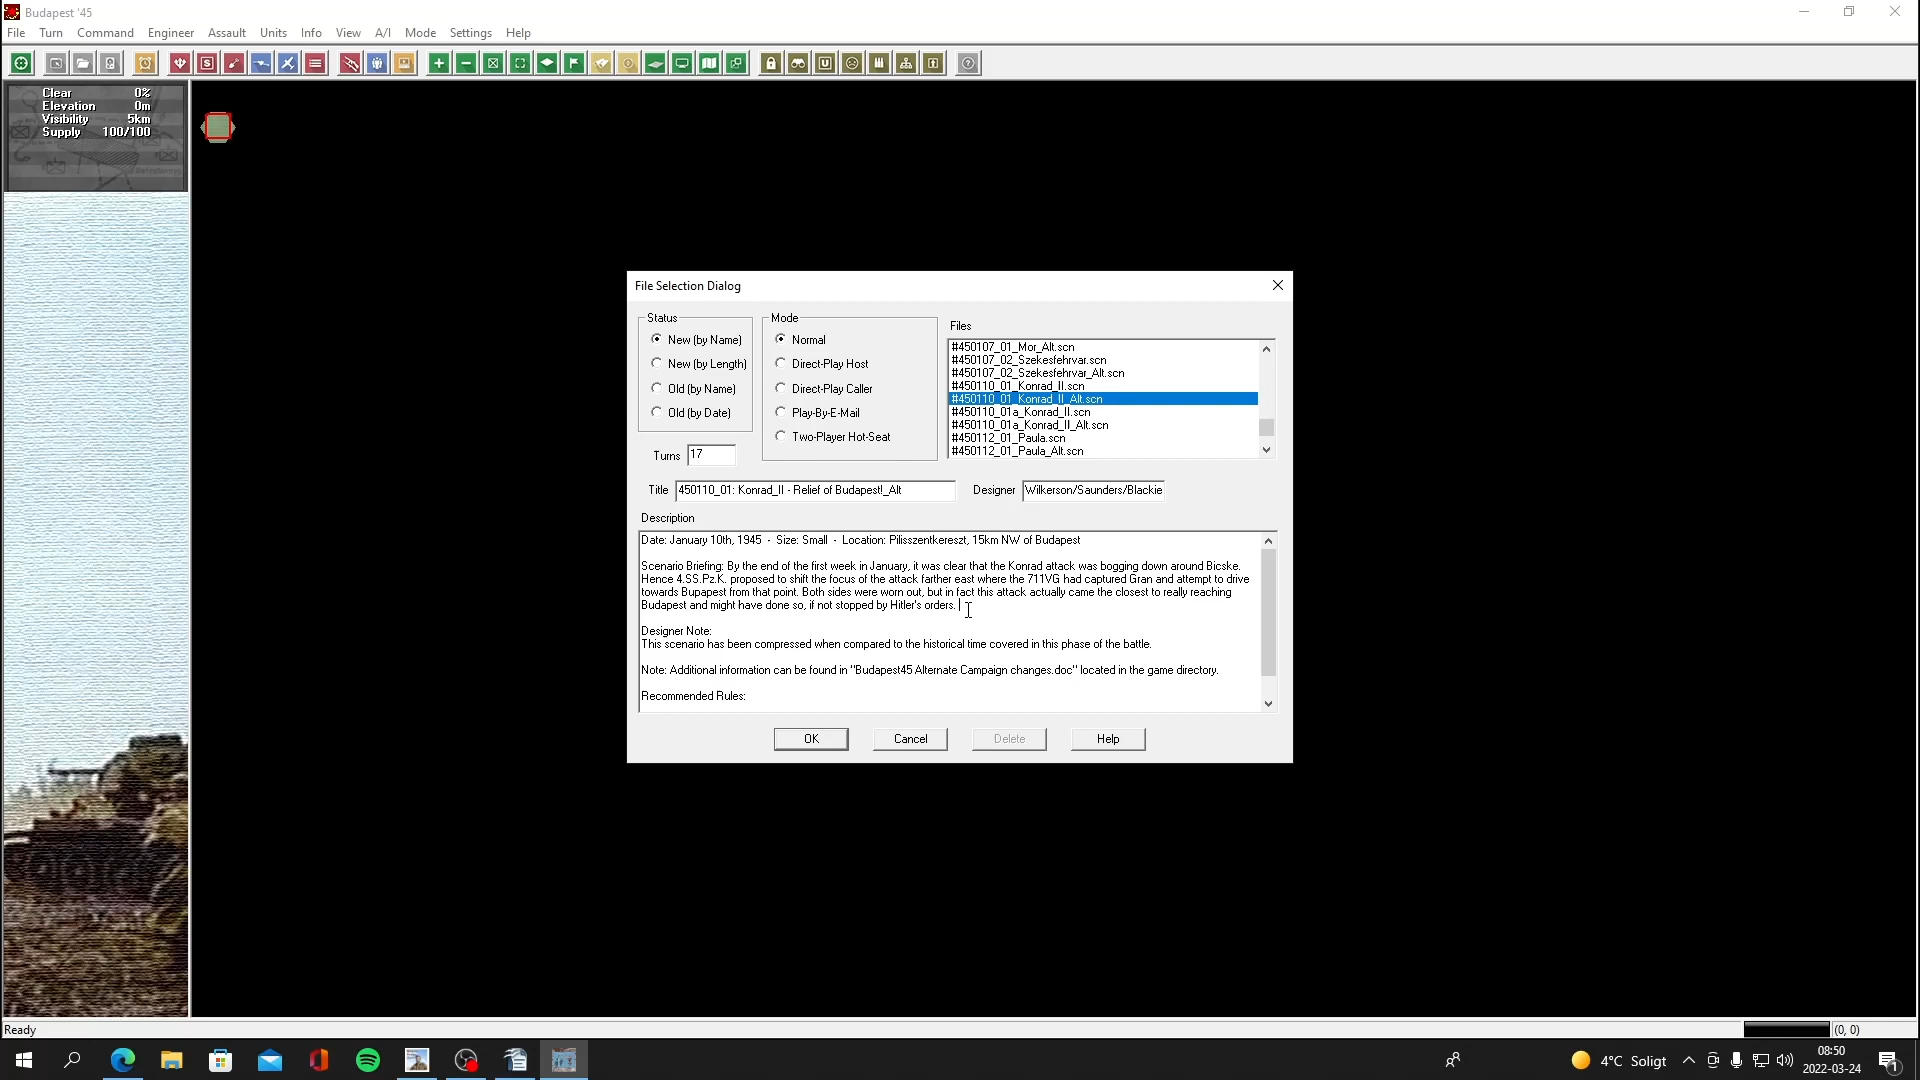 Budapest '45
File Turn Command Engineer Assault Units Info View A/I Mode Settings Help
Clear 0%
Elevation 0m
Visibility 5km
Supply 100/100
File Selection Dialog
Status
New (by Name)
New (by Length)
Old (by Name)
Old (by Date)
Turns 17
Mode
Normal
Direct-Play Host
Direct-Play Caller
Play-By-E-Mail
Two-Player Hot-Seat
Files
#450107_01_Mor_Alt.scn
#450107_02_Szekesfehrvar.scn
#450107_02_Szekesfehrvar_Alt.scn
#450110_01_Konrad_II.scn
#450110_01_Konrad_II_Alt.scn
#450110_01a_Konrad_II.scn
#450110_01a_Konrad_II_Alt.scn
#450112_01_Paula.scn
#450112_01_Paula_Alt.scn
Title 450110_01: Konrad_II - Relief of Budapest!_Alt Designer Wilkerson/Saunders/Blackie
Description
Date: January 10th, 1945 - Size: Small - Location: Pilisszentkereszt, 15km NW of Budapest
Scenario Briefing: By the end of the first week in January, it was clear that the Konrad attack was bogging down around Bicske.
Hence 4.SS.Pz.K. proposed to shift the focus of the attack farther east where the 711VG had captured Gran and attempt to drive
towards Bupapest from that point. Both sides were worn out, but in fact this attack actually came the closest to really reaching
Budapest and might have done so, if not stopped by Hitler's orders.
Designer Note:
This scenario has been compressed when compared to the historical time covered in this phase of the battle.
Note: Additional information can be found in "Budapest45 Alternate Campaign changes.doc" located in the game directory.
Recommended Rules:
OK Cancel Delete Help
Ready
(0, 0)
4°C Soligt
08:50
2022-03-24
1